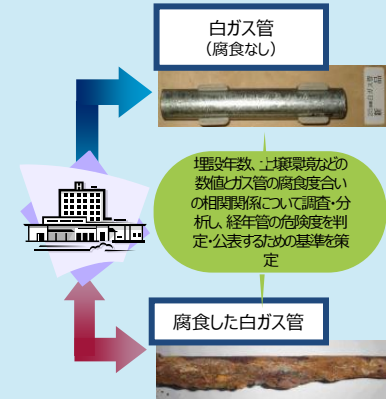 白ガス管
（腐食なし）
埋設年数、土壌環境などの
数値とガス管の腐食度合い
の相関関係について調査・分
析し、経年管の危険度を判
定・公表するための基準を策
定
腐食した白ガス管